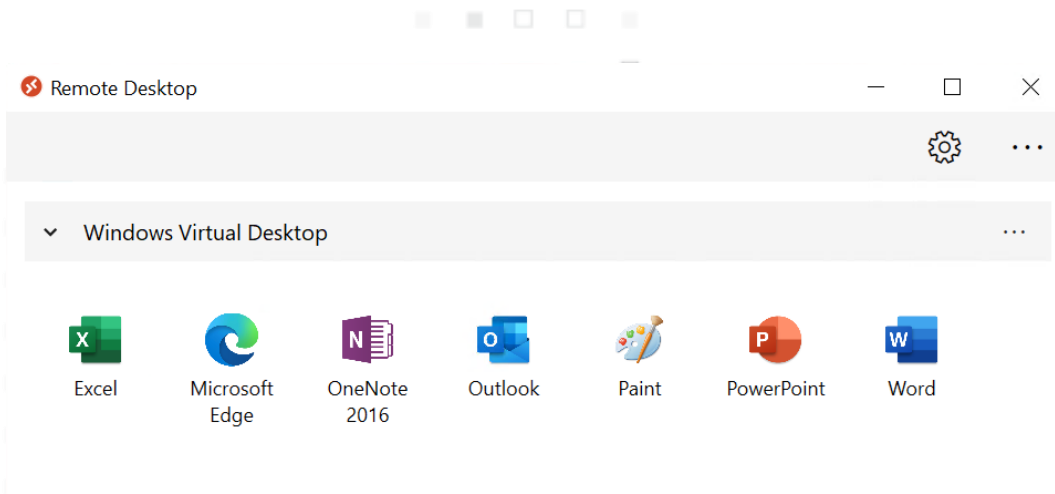 Remote Desktop
Windows Virtual Desktop
X
N
O
P
W
Excel
Microsoft
Edge
OneNote
2016
Outlook
Paint
PowerPoint
Word